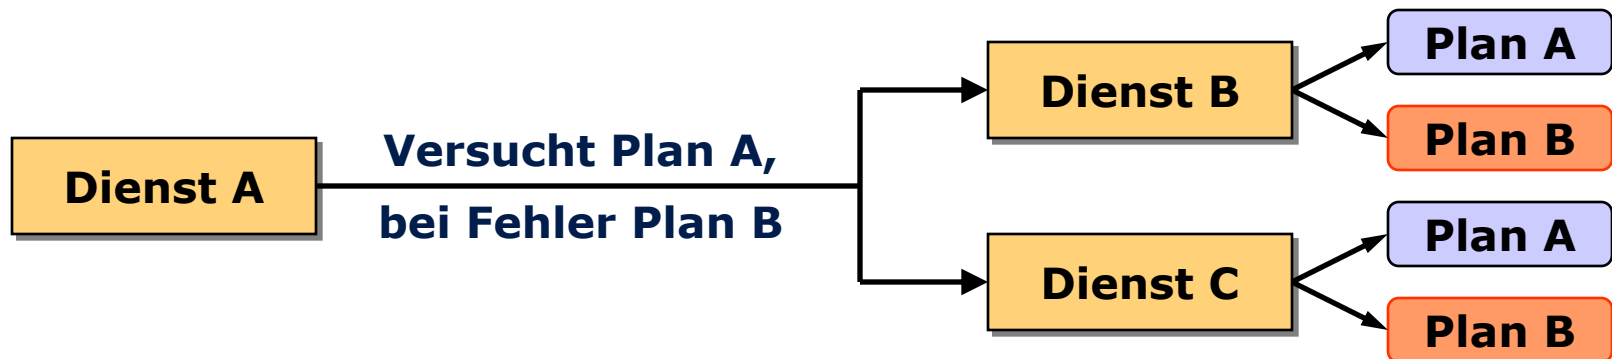 Dienst A
Versucht Plan A,
bei Fehler Plan B
Dienst B
Plan A
Plan B
Dienst C
Plan A
Plan B